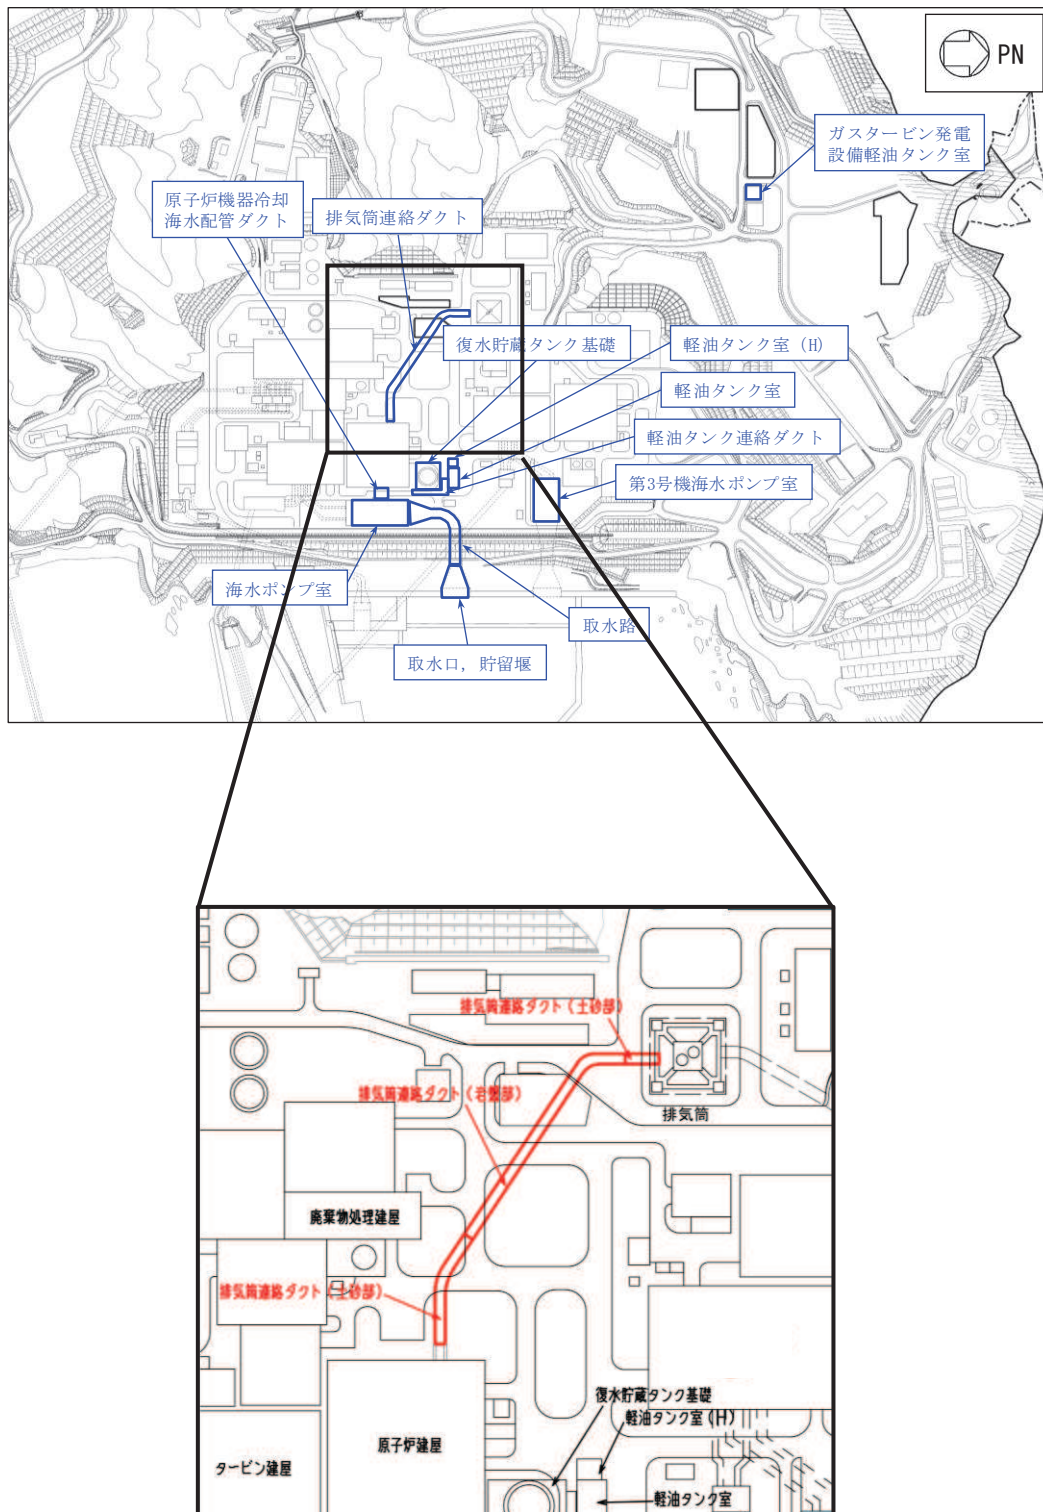 PN
ガスタービン発電
設備軽油タンク室
原子炉機器冷却
海水配管ダクト
排気筒連絡ダクト
復水貯蔵タンク基礎
軽油タンク室（H）
軽油タンク室
軽油タンク連絡ダクト
第3号機海水ポンプ室
海水ポンプ室
取水路
取水口，貯留堰
排気筒連絡ダクト（土砂部）
排気筒連絡ダクト（岩盤部）
排気筒
廃棄物処理建屋
排気筒連絡ダクト（土砂部）
復水貯蔵タンク基礎
軽油タンク室(H)
原子炉建屋
タービン建屋
軽油タンク室